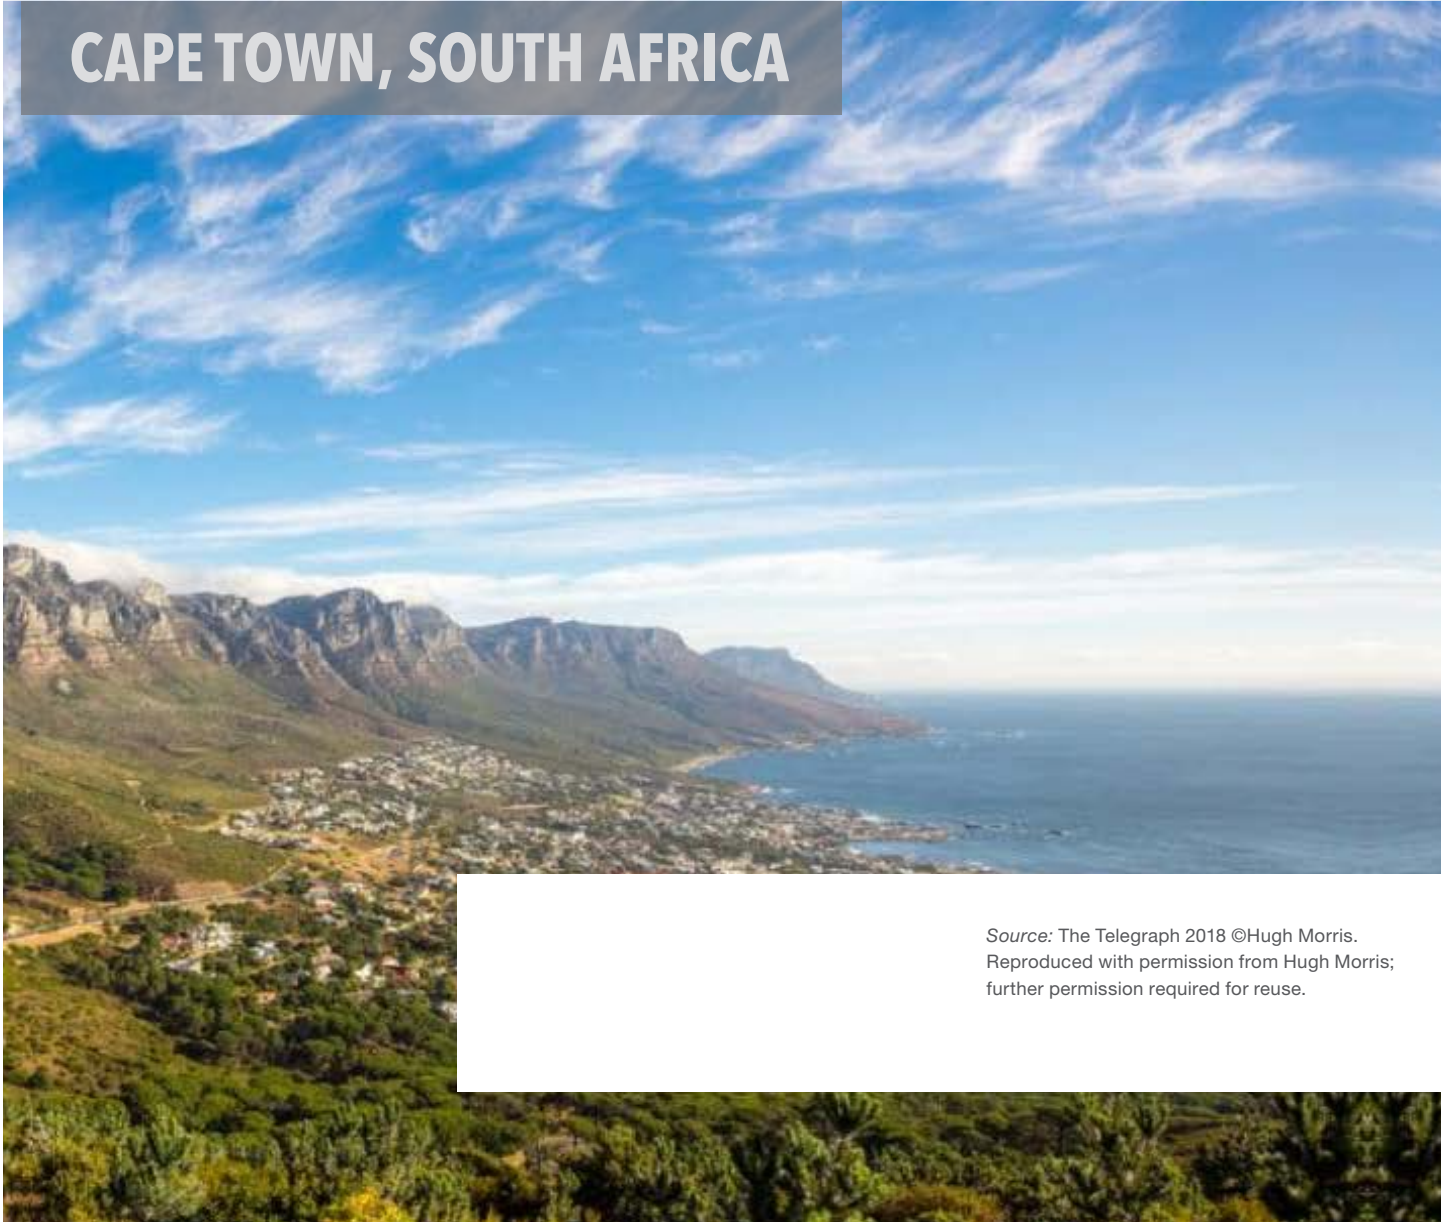 CAPE TOWN, SOUTH AFRICA
Source: The Telegraph 2018 ©Hugh Morris.
Reproduced with permission from Hugh Morris;
further permission required for reuse.